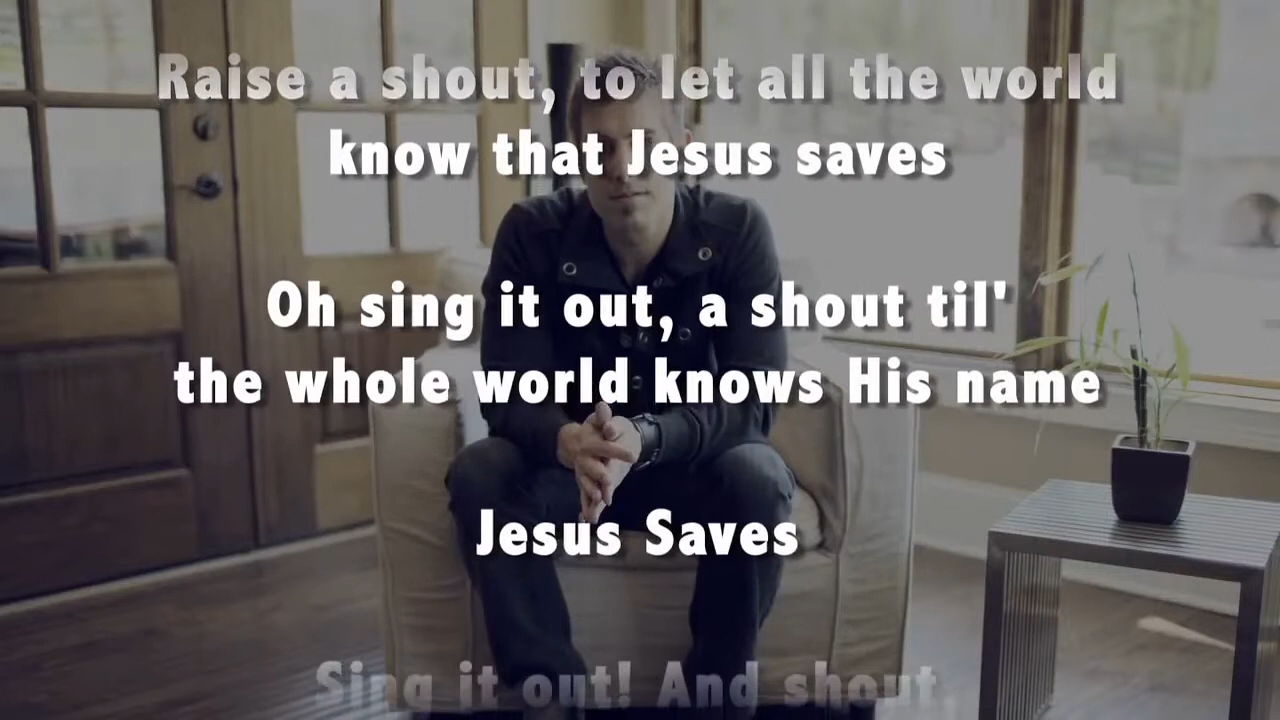 Raise a shout, to let all the world
know that Jesus saves
Oh sing it out, a shout til'
the whole world knows His name
Jesus Saves
Sing it out! And shout,